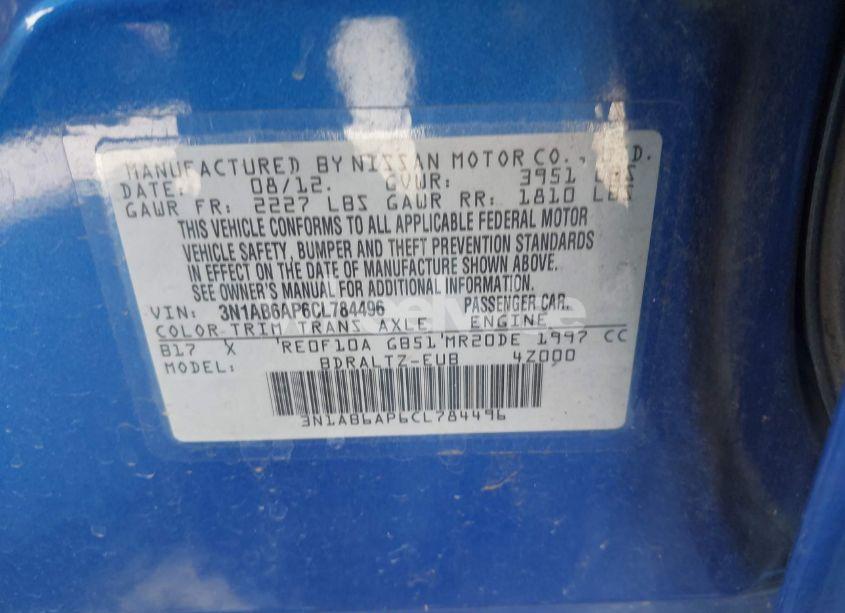 MANUFACTURED BY NISSAN MOTOR CO.,
DATE: 08/12. GVWR: 3951
GAWR FR: 2227 LBS GAWR RR: 1810 LBS
THIS VEHICLE CONFORMS TO ALL APPLICABLE FEDERAL MOTOR
VEHICLE SAFETY, BUMPER AND THEFT PREVENTION STANDARDS
IN EFFECT ON THE DATE OF MANUFACTURE SHOWN ABOVE.
SEE OWNER'S MANUAL FOR ADDITIONAL INFORMATION.
VIN: 3N1AB6AP6CL784496 PASSENGER CAR.
COLOR TRIM TRANS AXLE ENGINE
B17 X RE0F10A GB51 MR20DE 1997 CC
MODEL: BDRALTZ-EUB 4Z000
3N1AB6AP6CL784496